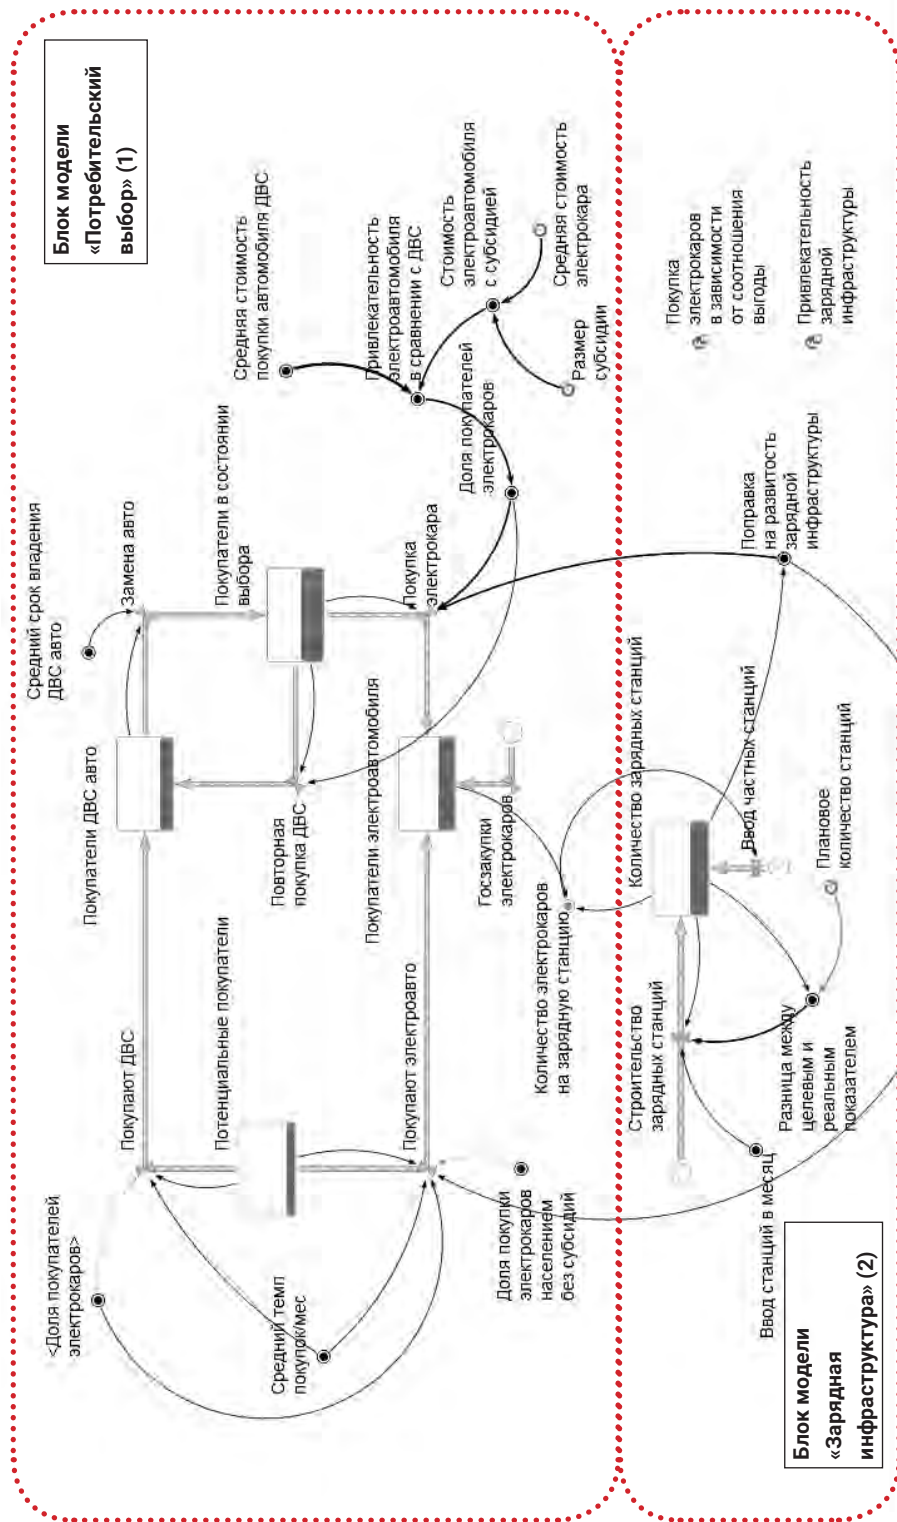 Блок модели
«Потребительский
выбор» (1)
Средний срок владения
ДВС авто
Замена авто
Средняя стоимость
покупки автомобиля ДВС
<Доля покупателей
электрокаров>
Покупают ДВС
Покупатели ДВС авто
Покупатели в состоянии
выбора
Привлекательность
электроавтомобиля
в сравнении с ДВС
Потенциальные покупатели
Повторная
покупка ДВС
Стоимость
электроавтомобиля
с субсидией
Средний темп
покупок/мес
Покупатели электроавтомобиля
Покупка
электрокара
Доля покупателей
электрокаров
Средняя стоимость
электрокара
Покупают электроавто
Размер
субсидии
Госзакупки
электрокаров
Доля покупки
электрокаров
населением
без субсидий
Количество электрокаров
на зарядную станцию
Строительство
зарядных станций
Количество зарядных станций
Ввод частных станций
Поправка
на развитость
зарядной
инфраструктуры
Покупка
электрокаров
в зависимости
от соотношения
выгоды
Привлекательность
зарядной
инфраструктуры
Ввод станций в месяц
Разница между
целевым и
реальным
показателем
Плановое
количество станций
Блок модели
«Зарядная
инфраструктура» (2)